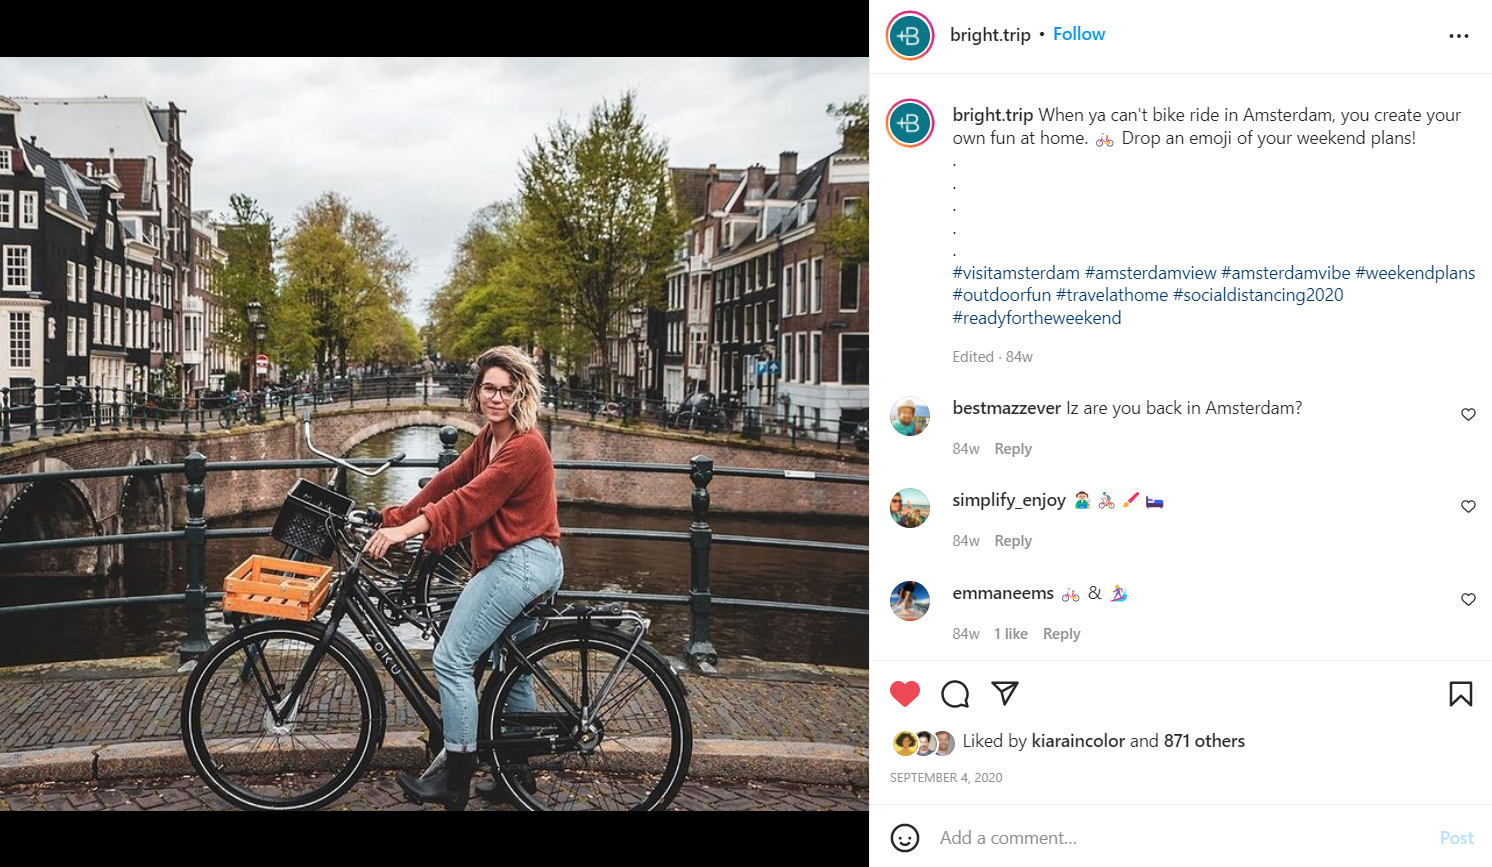 bright.trip • Follow
bright.trip When ya can't bike ride in Amsterdam, you create your
own fun at home. 🚲 Drop an emoji of your weekend plans!
.
.
.
.
.
#visitamsterdam #amsterdamview #amsterdamvibe #weekendplans
#outdoorfun #travelathome #socialdistancing2020
#readyfortheweekend
Edited · 84w
bestmazzever Iz are you back in Amsterdam?
84w Reply
simplify_enjoy
84w Reply
emmaneems 🚲 & 🏄‍♀️
84w 1 like Reply
Liked by kiaraincolor and 871 others
SEPTEMBER 4, 2020
Add a comment...
Post
ZOKU